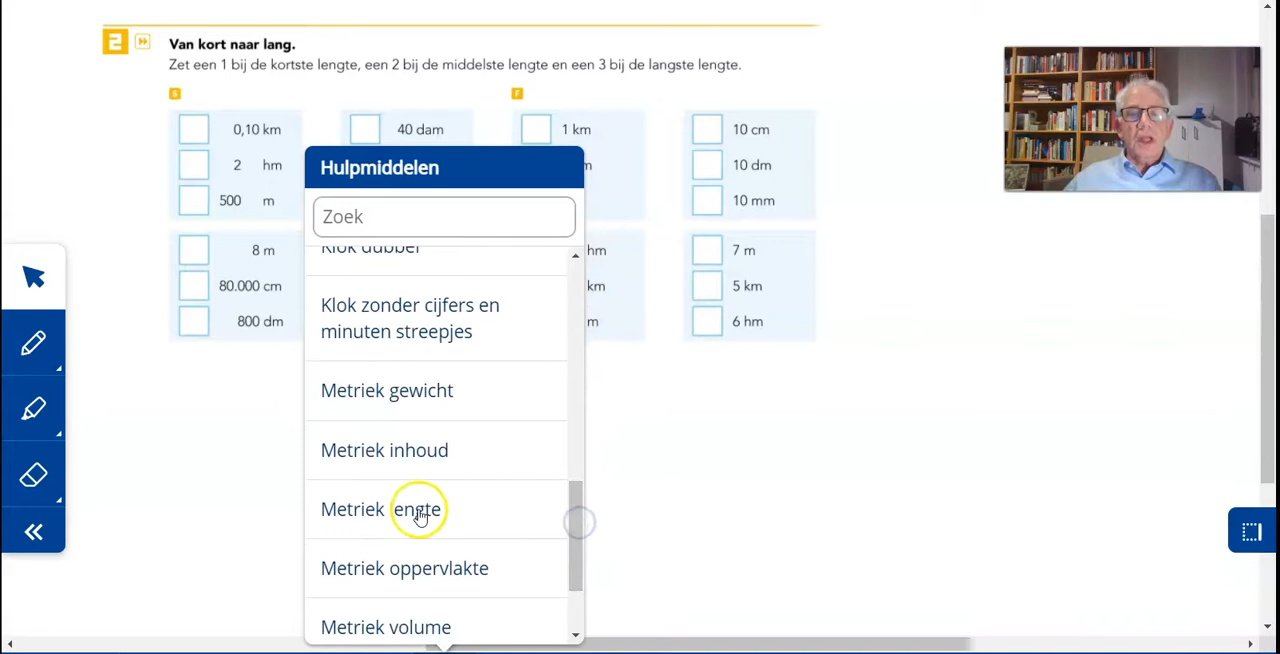 2
Van kort naar lang.
Zet een 1 bij de kortste lengte, een 2 bij de middelste lengte en een 3 bij de langste lengte.
S
F
0,10 km
40 dam
1 km
10 cm
2 hm
m
10 dm
500 m
10 mm
8 m
hm
7 m
80.000 cm
km
5 km
800 dm
m
6 hm
Hulpmiddelen
Zoek
Klok dubbel
Klok zonder cijfers en
minuten streepjes
Metriek gewicht
Metriek inhoud
Metriek lengte
Metriek oppervlakte
Metriek volume